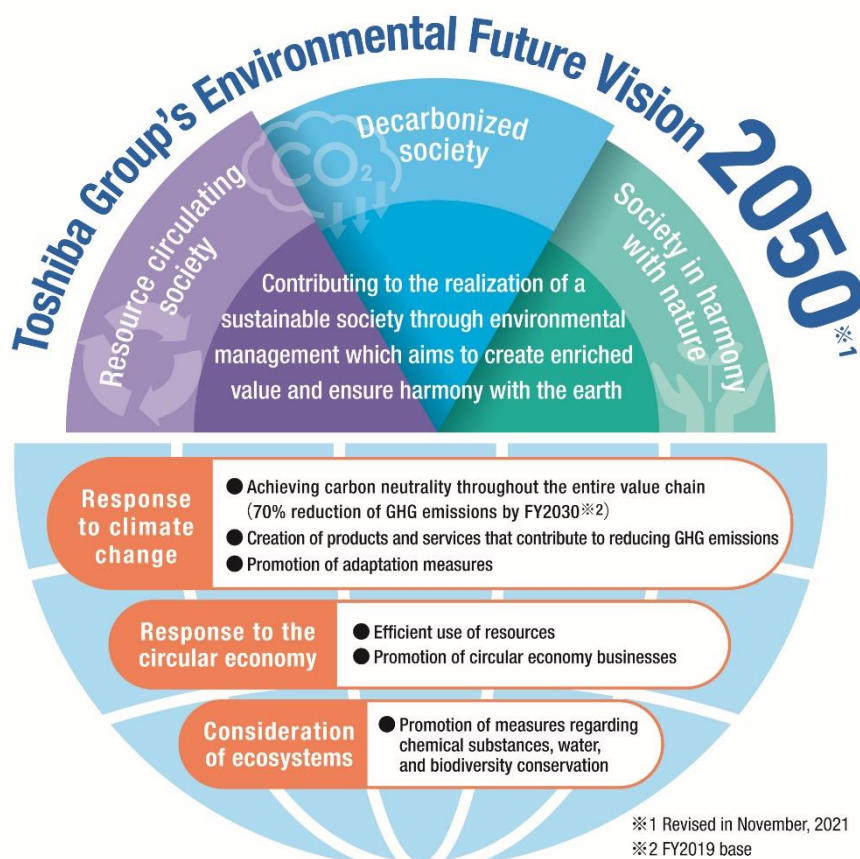 Toshiba Group's Environmental Future Vision 2050※1
Resource circulating
society
CO2
Decarbonized
society
Society in harmony
with nature
Contributing to the realization of a
sustainable society through environmental
management which aims to create enriched
value and ensure harmony with the earth
Response
to climate
change
● Achieving carbon neutrality throughout the entire value chain
(70% reduction of GHG emissions by FY2030※2)
● Creation of products and services that contribute to reducing GHG emissions
● Promotion of adaptation measures
Response to the
circular economy
● Efficient use of resources
● Promotion of circular economy businesses
Consideration
of ecosystems
● Promotion of measures regarding
chemical substances, water,
and biodiversity conservation
※1 Revised in November, 2021
※2 FY2019 base